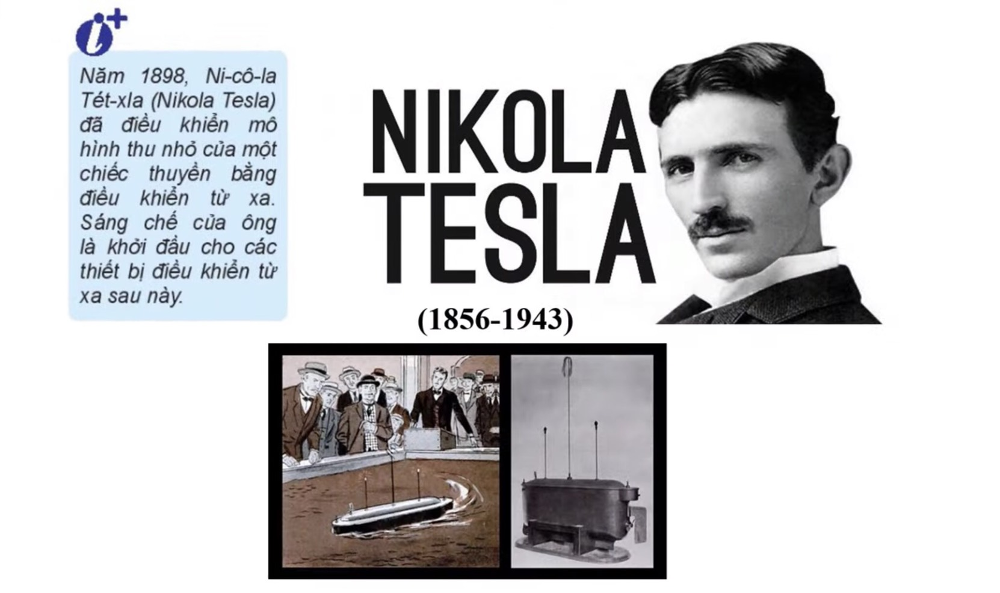 i+
Năm 1898, Ni-cô-la
Tét-xla (Nikola Tesla)
đã điều khiển mô
hình thu nhỏ của một
chiếc thuyền bằng
điều khiển từ xa.
Sáng chế của ông
là khởi đầu cho các
thiết bị điều khiển từ
xa sau này.
NIKOLA
TESLA
(1856-1943)